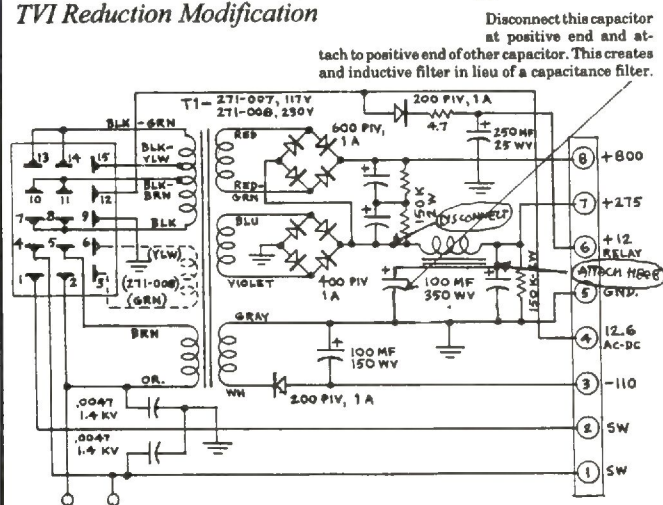 TVI Reduction Modification
Disconnect this capacitor
at positive end and at-
tach to positive end of other capacitor. This creates
and inductive filter in lieu of a capacitance filter.
T1- 271-007, 117V
271-008, 230V
200 PIV, 1 A
4.7
250 MF
25 WV
BLK-GRN
BLK-
YLW
BLK-
BRN
BLK
RED
600 PIV,
1 A
RED-
GRN
150 K
2 W
DISCONNECT
BLU
VIOLET
400 PIV
1 A
100 MF
350 WV
150 K-2W
ATTACH HERE
13 14 15
10 11 12
7 8 9
4 5 6
1 2 3
(YLW)
(271-008)
(GRN)
BRN
OR.
GRAY
WH
100 MF
150 WV
200 PIV, 1 A
.0047
1.4 KV
.0047
1.4 KV
8 +800
7 +275
6 +12
RELAY
5 GND.
4 12.6
AC-DC
3 -110
2 SW
1 SW